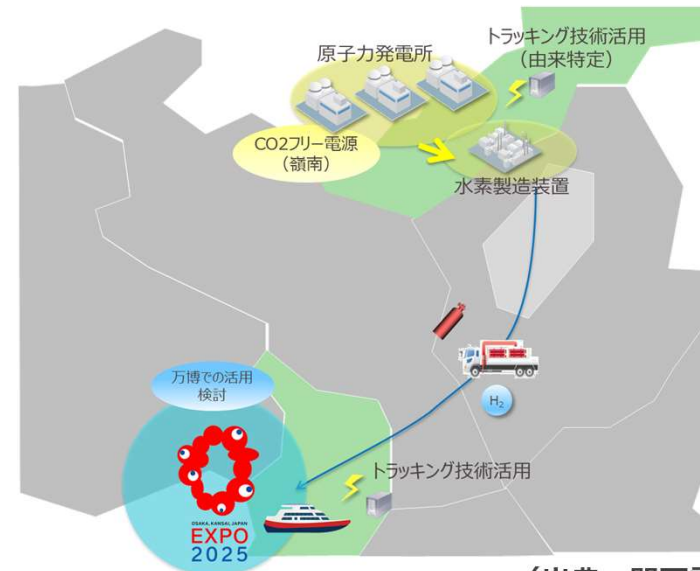 原子力発電所
トラッキング技術活用
（由来特定）
CO2フリー電源
（嶺南）
水素製造装置
万博での活用
検討
H₂
トラッキング技術活用
OSAKA, KANSAI, JAPAN
EXPO
2025